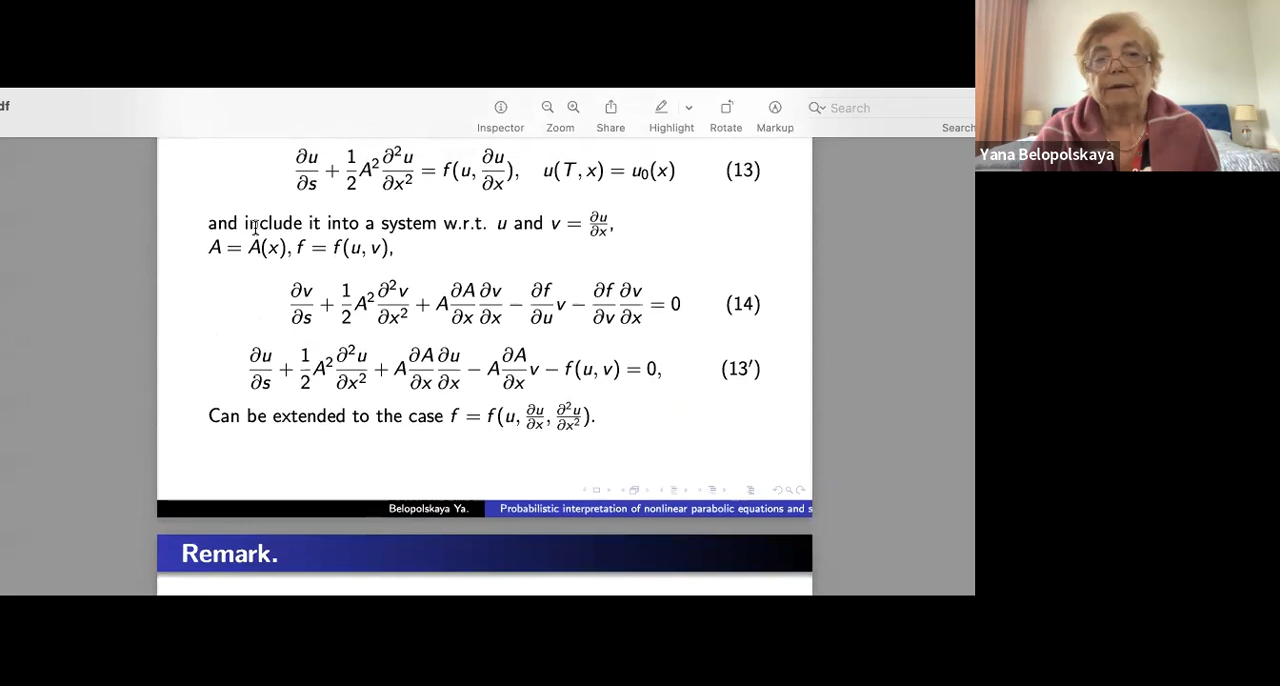 df
Inspector
Zoom
Share
Highlight
Rotate
Markup
Search
Search
∂u/∂s + 1/2 A² ∂²u/∂x² = f(u, ∂u/∂x),   u(T, x) = u₀(x)   (13)
and include it into a system w.r.t. u and v = ∂u/∂x,
A = A(x), f = f(u, v),
∂v/∂s + 1/2 A² ∂²v/∂x² + A ∂A/∂x ∂v/∂x − ∂f/∂u v − ∂f/∂v ∂v/∂x = 0   (14)
∂u/∂s + 1/2 A² ∂²u/∂x² + A ∂A/∂x ∂u/∂x − A ∂A/∂x v − f(u, v) = 0,   (13′)
Can be extended to the case f = f(u, ∂u/∂x, ∂²u/∂x²).
Belopolskaya Ya.
Probabilistic interpretation of nonlinear parabolic equations and s
Remark.
Yana Belopolskaya